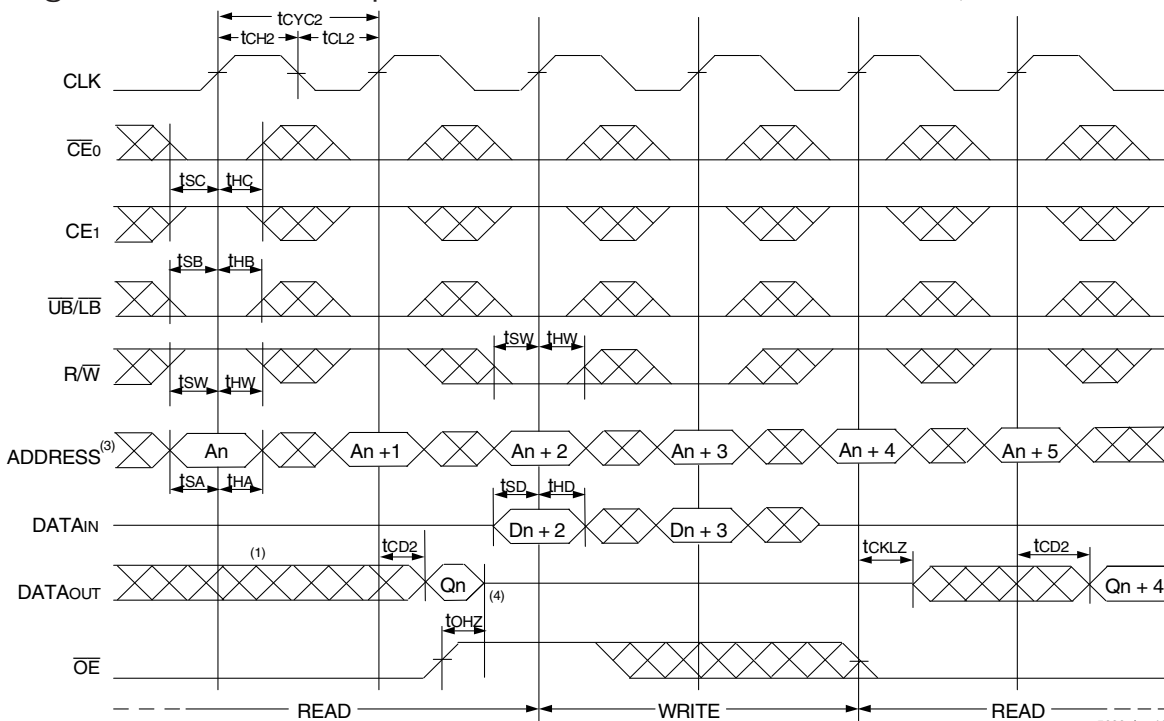 tCYC2
tCH2 tCL2
CLK
CE0
tSC tHC
CE1
tSB tHB
UB/LB
tSW tHW
R/W
tSW tHW
ADDRESS(3) An An +1 An + 2 An + 3 An + 4 An + 5
tSA tHA tSD tHD
DATAIN Dn + 2 Dn + 3
tCD2 tCKLZ tCD2
(1)
DATAOUT Qn (4) Qn + 4
tOHZ
OE
READ WRITE READ